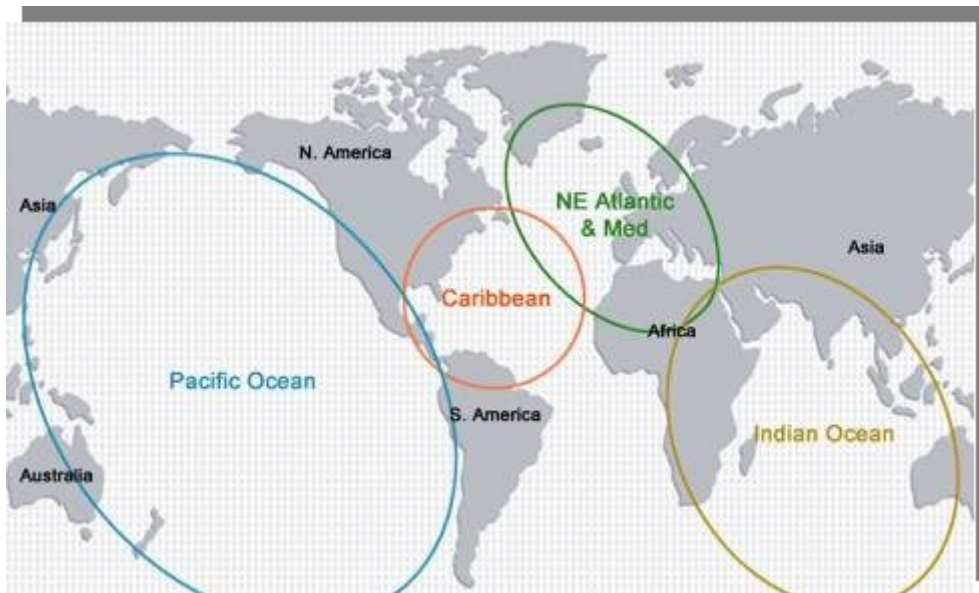 N. America
Asia
NE Atlantic
& Med
Asia
Caribbean
Africa
Pacific Ocean
S. America
Indian Ocean
Australia